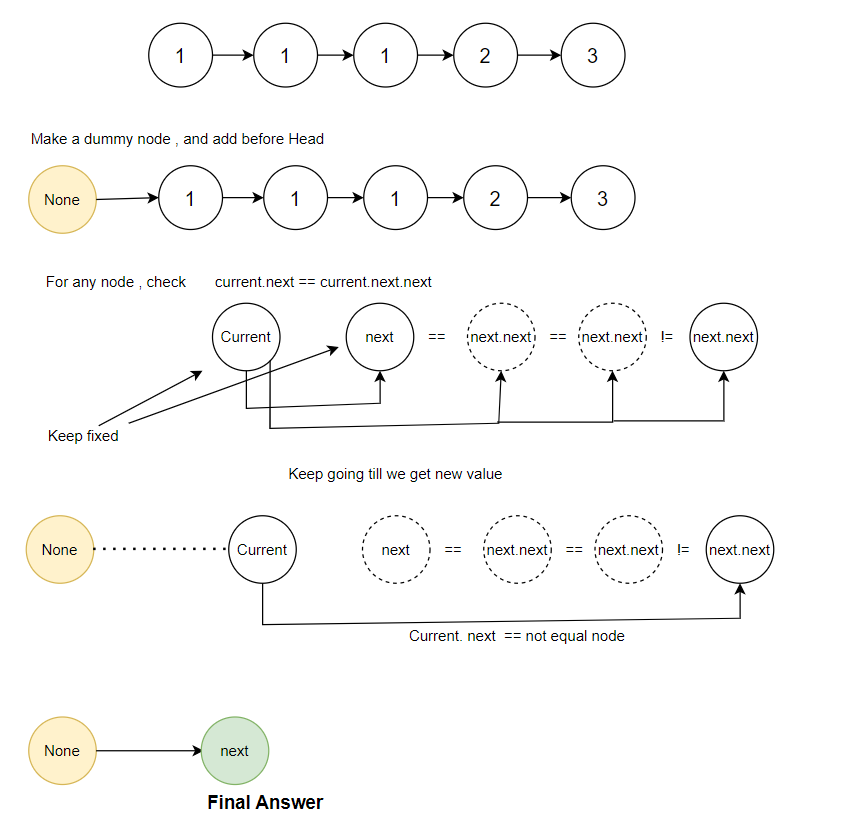 1 1 1 2 3
Make a dummy node , and add before Head
None 1 1 1 2 3
For any node , check current.next == current.next.next
Current next == next.next == next.next != next.next
Keep fixed
Keep going till we get new value
None Current next == next.next == next.next != next.next
Current. next == not equal node
None next
Final Answer